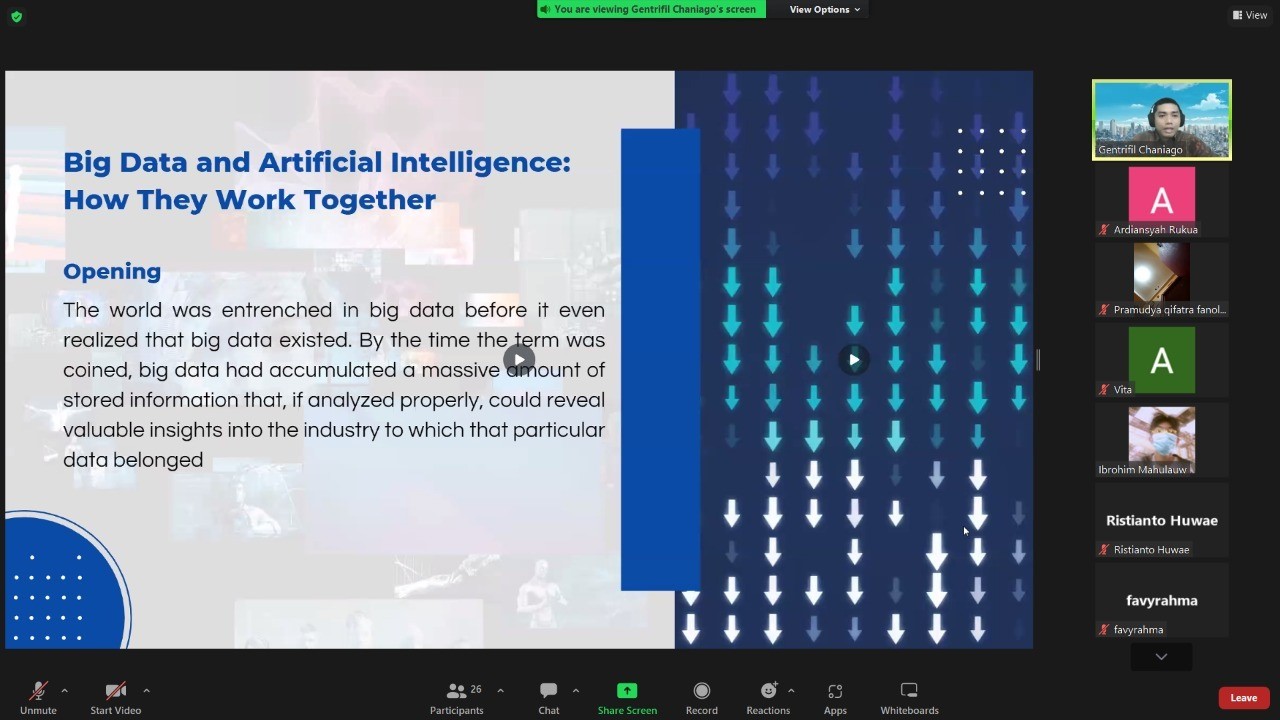 You are viewing Gentrifil Chaniago's screen
View Options
View
Big Data and Artificial Intelligence:
How They Work Together
Opening
The world was entrenched in big data before it even
realized that big data existed. By the time the term was
coined, big data had accumulated a massive amount of
stored information that, if analyzed properly, could reveal
valuable insights into the industry to which that particular
data belonged
Gentrifil Chaniago
A
Ardiansyah Rukua
Pramudya qifatra fanol...
A
Vita
Ibrohim Mahulauw
Ristianto Huwae
Ristianto Huwae
favyrahma
favyrahma
Unmute
Start Video
26
Participants
Chat
Share Screen
Record
Reactions
Apps
Whiteboards
Leave